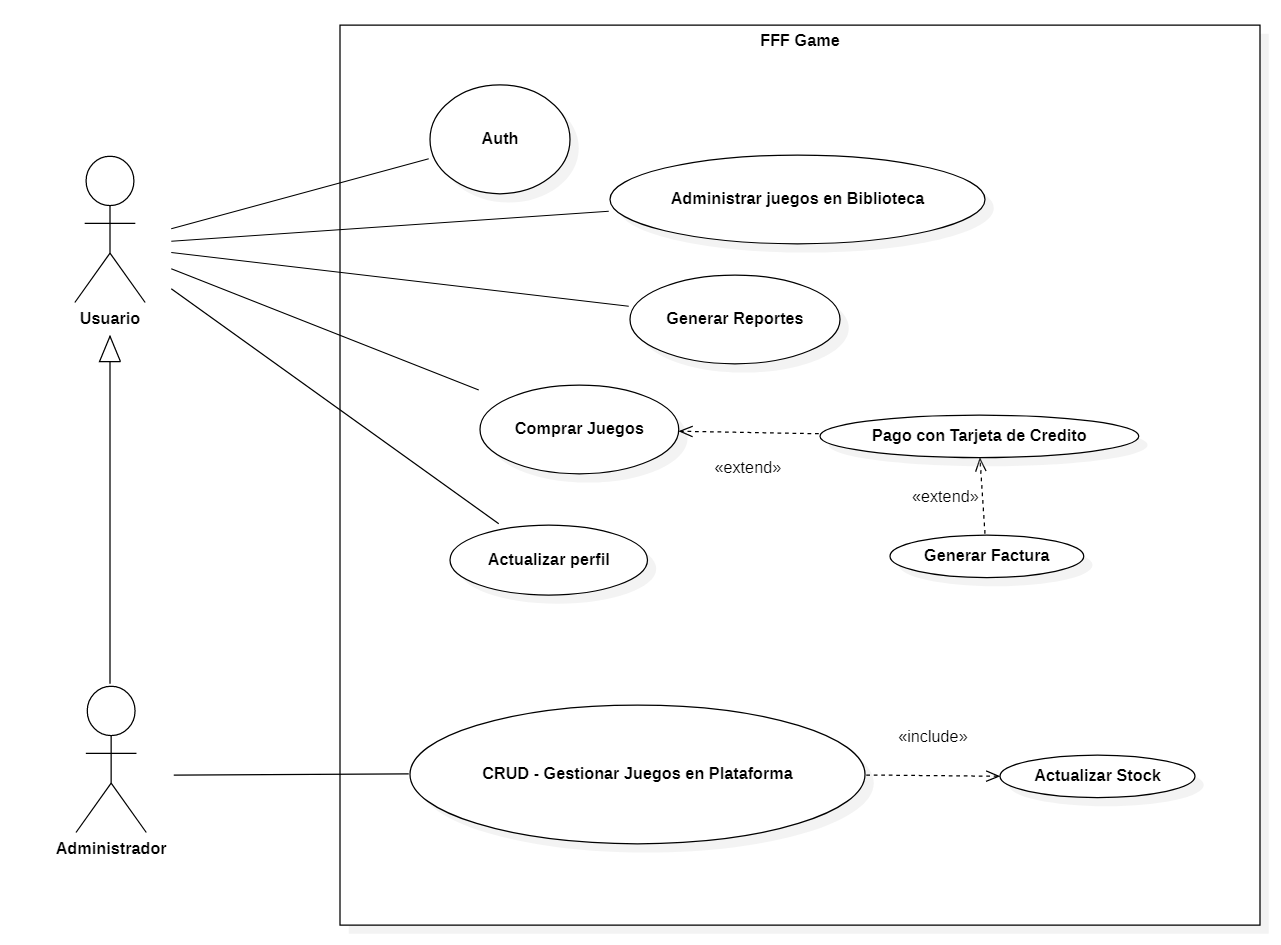 FFF Game
Auth
Administrar juegos en Biblioteca
Generar Reportes
Usuario
Comprar Juegos
Pago con Tarjeta de Credito
«extend»
«extend»
Generar Factura
Actualizar perfil
«include»
CRUD - Gestionar Juegos en Plataforma
Actualizar Stock
Administrador